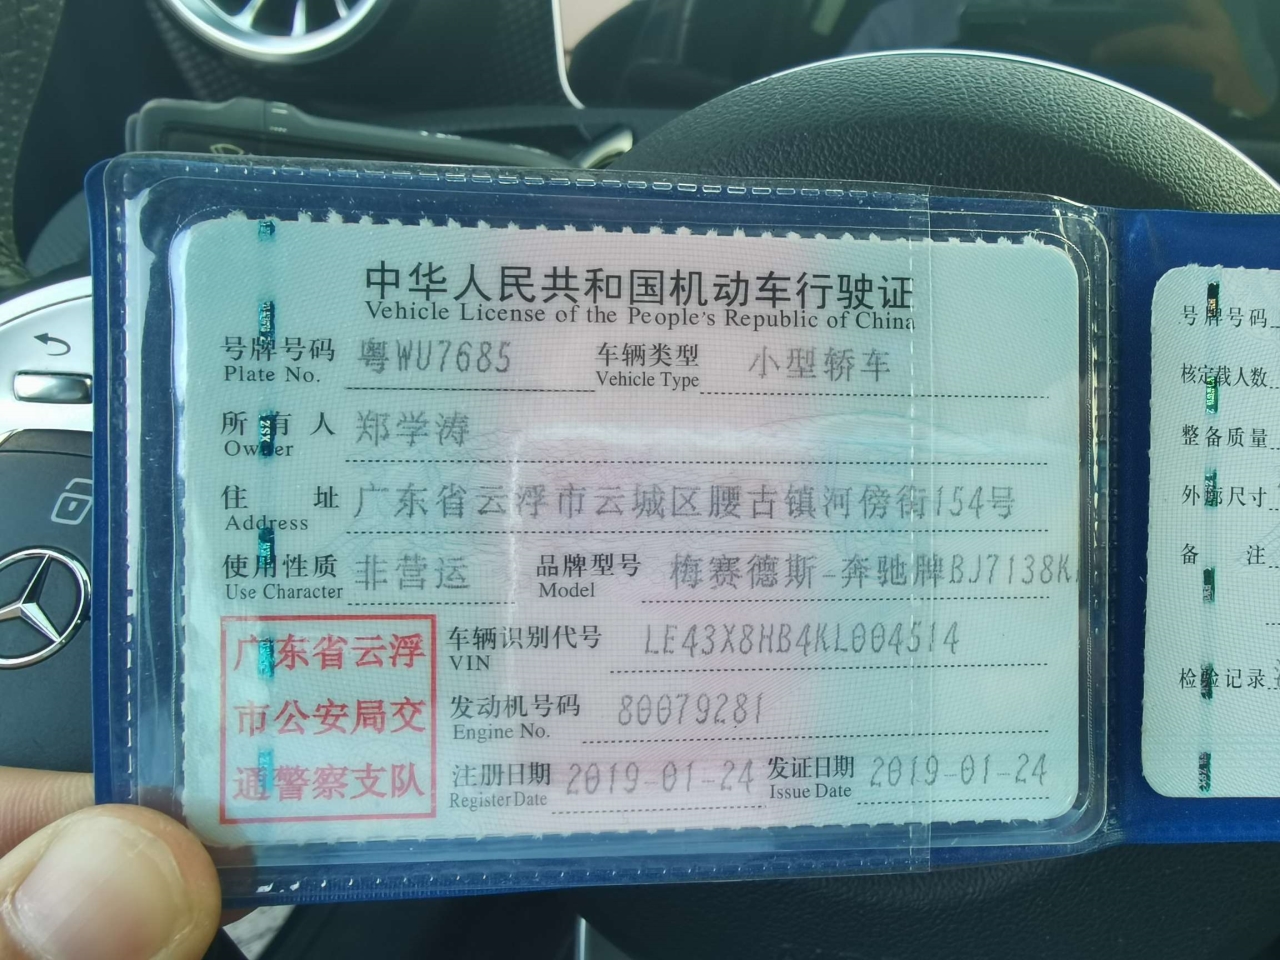 中华人民共和国机动车行驶证
Vehicle License of the People's Republic of China
号牌号码 粤WU7685 车辆类型 小型轿车
Plate No. Vehicle Type
所有人 郑学涛
Owner
住址 广东省云浮市云城区腰古镇河傍街154号
Address
使用性质 非营运 品牌型号 梅赛德斯-奔驰牌BJ7138K
Use Character Model
广东省云浮
市公安局交
通警察支队
车辆识别代号 LE43X8HB4KL004514
VIN
发动机号码 80079281
Engine No.
注册日期 2019-01-24 发证日期 2019-01-24
Register Date Issue Date
号牌号码
核定载人数
整备质量
外廓尺寸
备注
检验记录